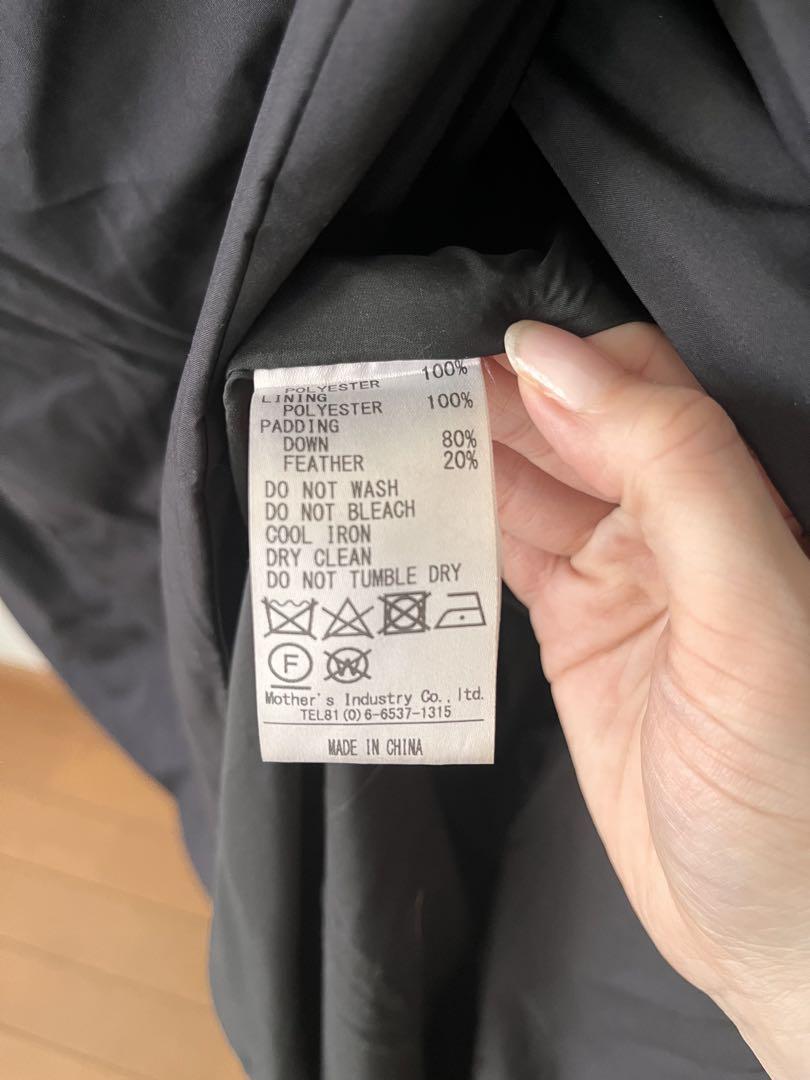 100%
POLYESTER
LINING
POLYESTER 100%
PADDING
DOWN 80%
FEATHER 20%
DO NOT WASH
DO NOT BLEACH
COOL IRON
DRY CLEAN
DO NOT TUMBLE DRY
F W
Mother's Industry Co., ltd.
TEL81(0)6-6537-1315
MADE IN CHINA